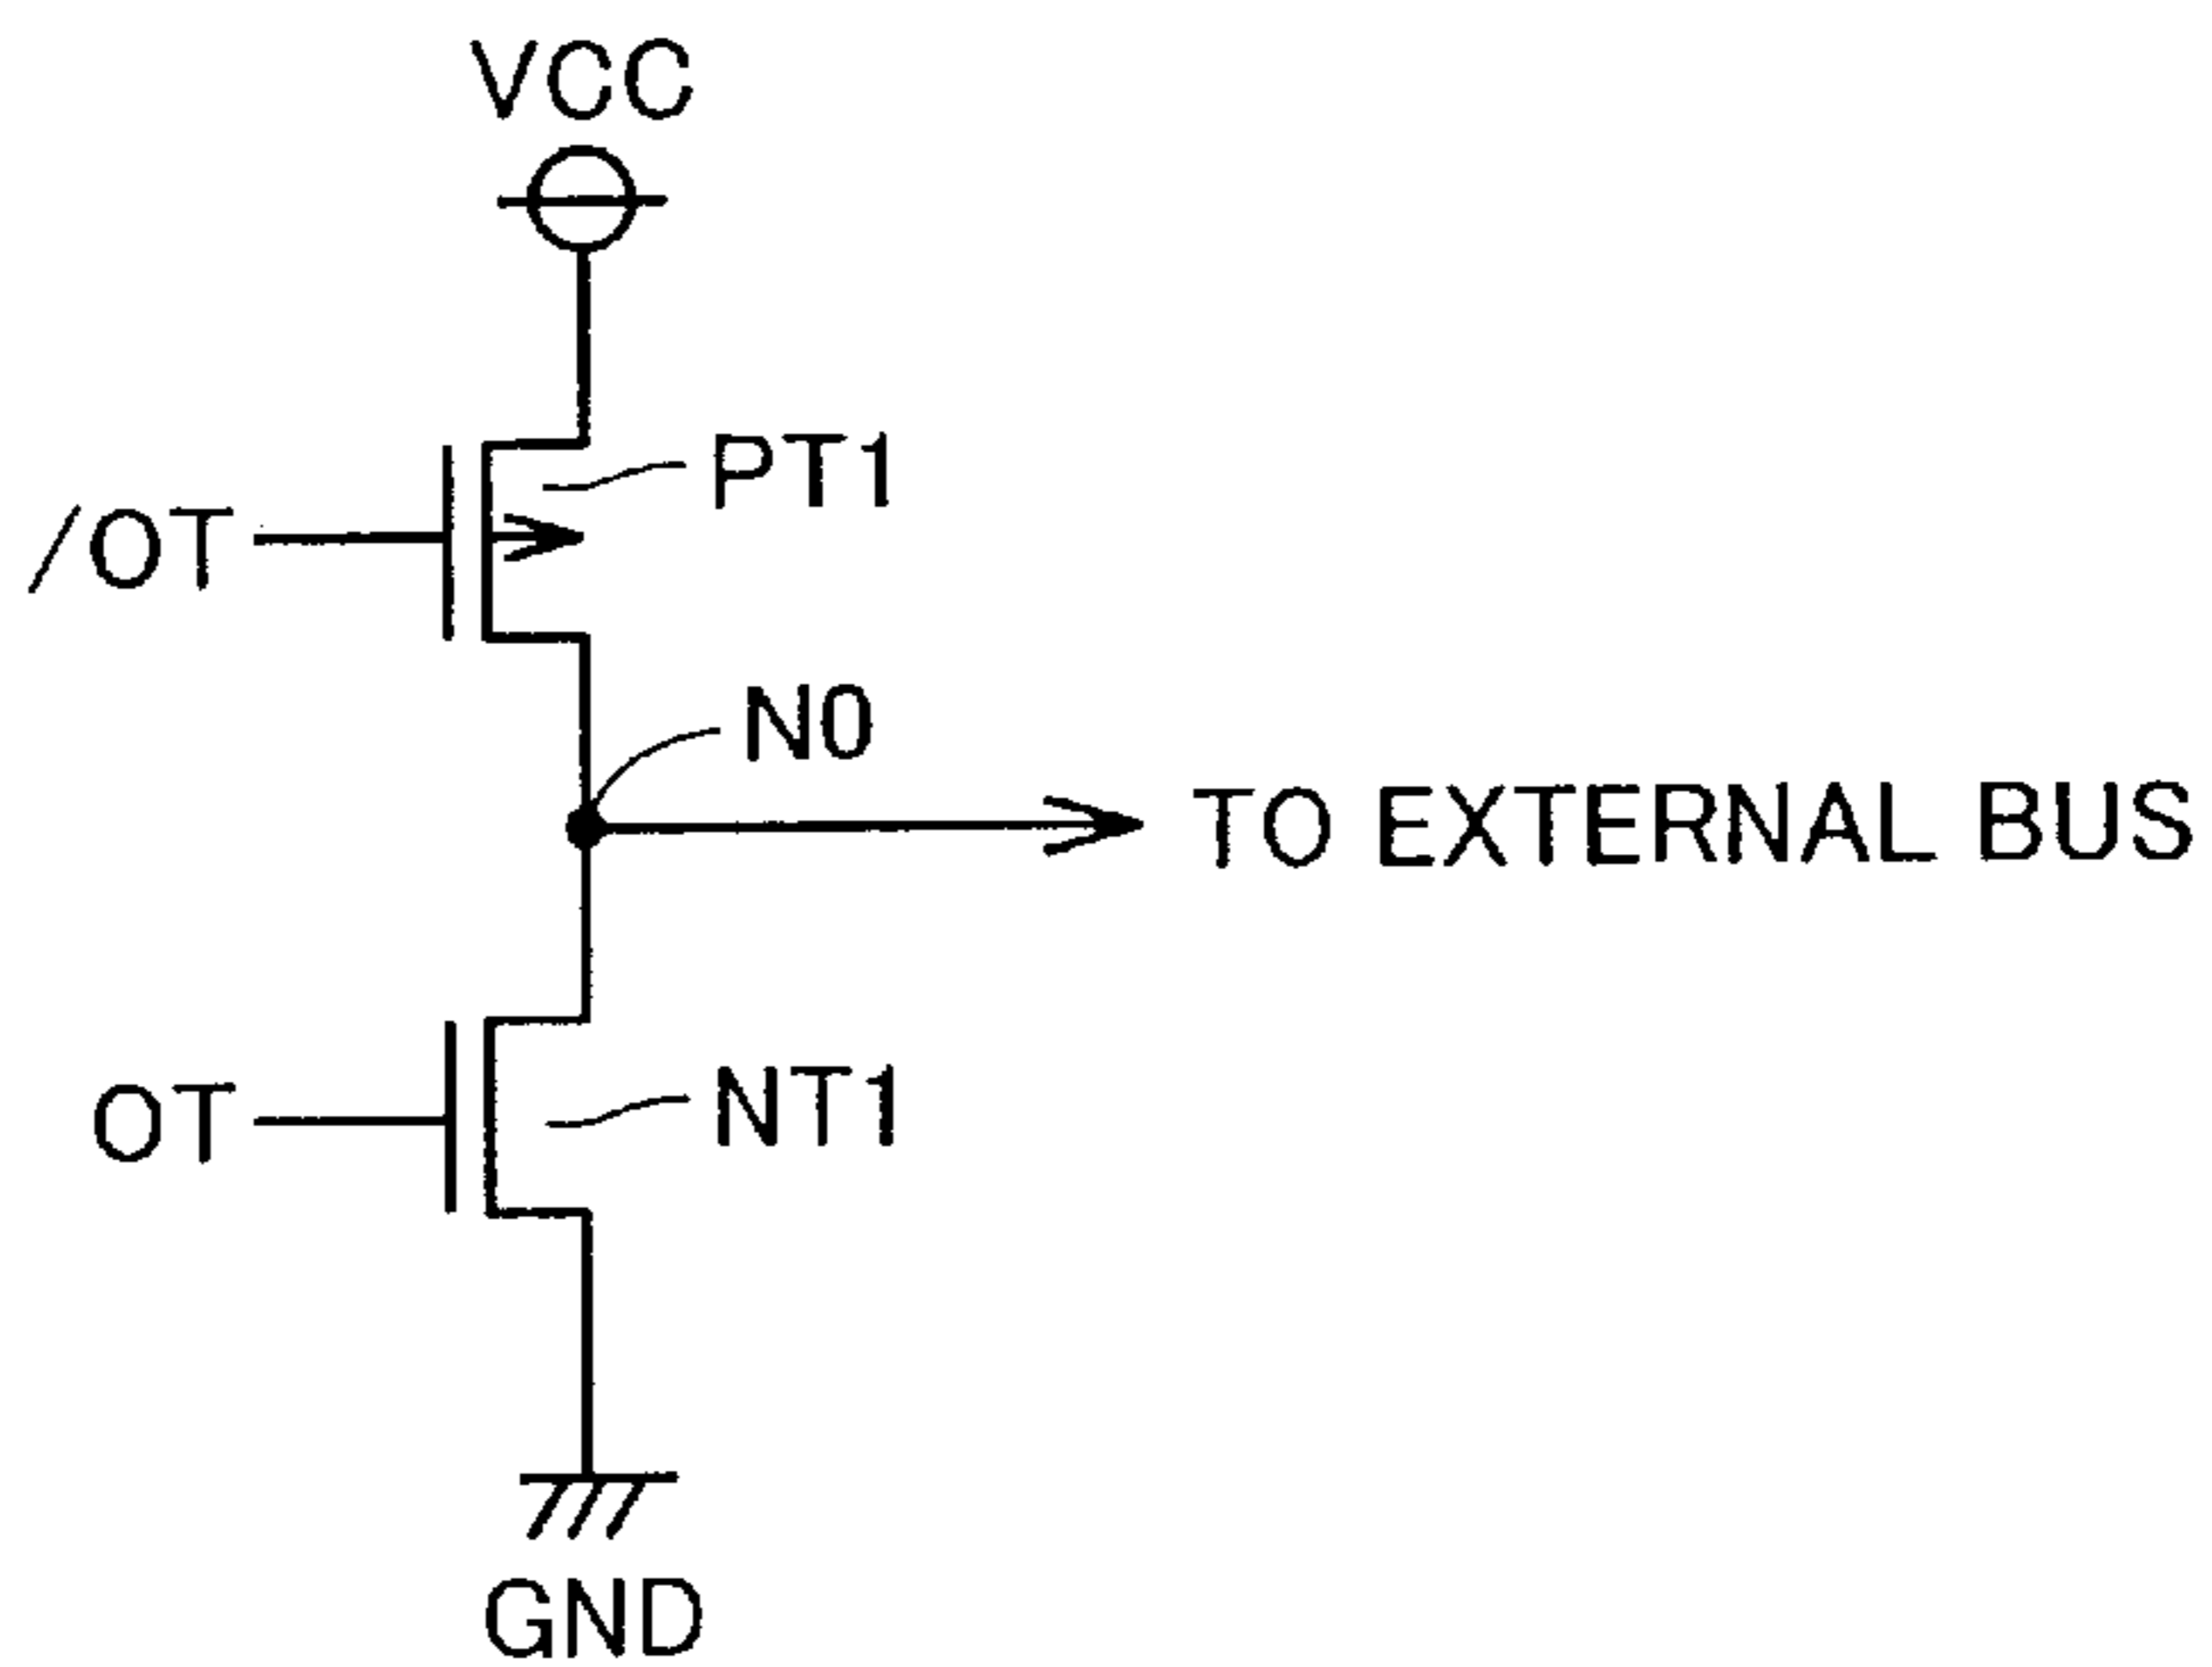 VCC
PT1
/OT
N0
TO EXTERNAL BUS
NT1
OT
GND